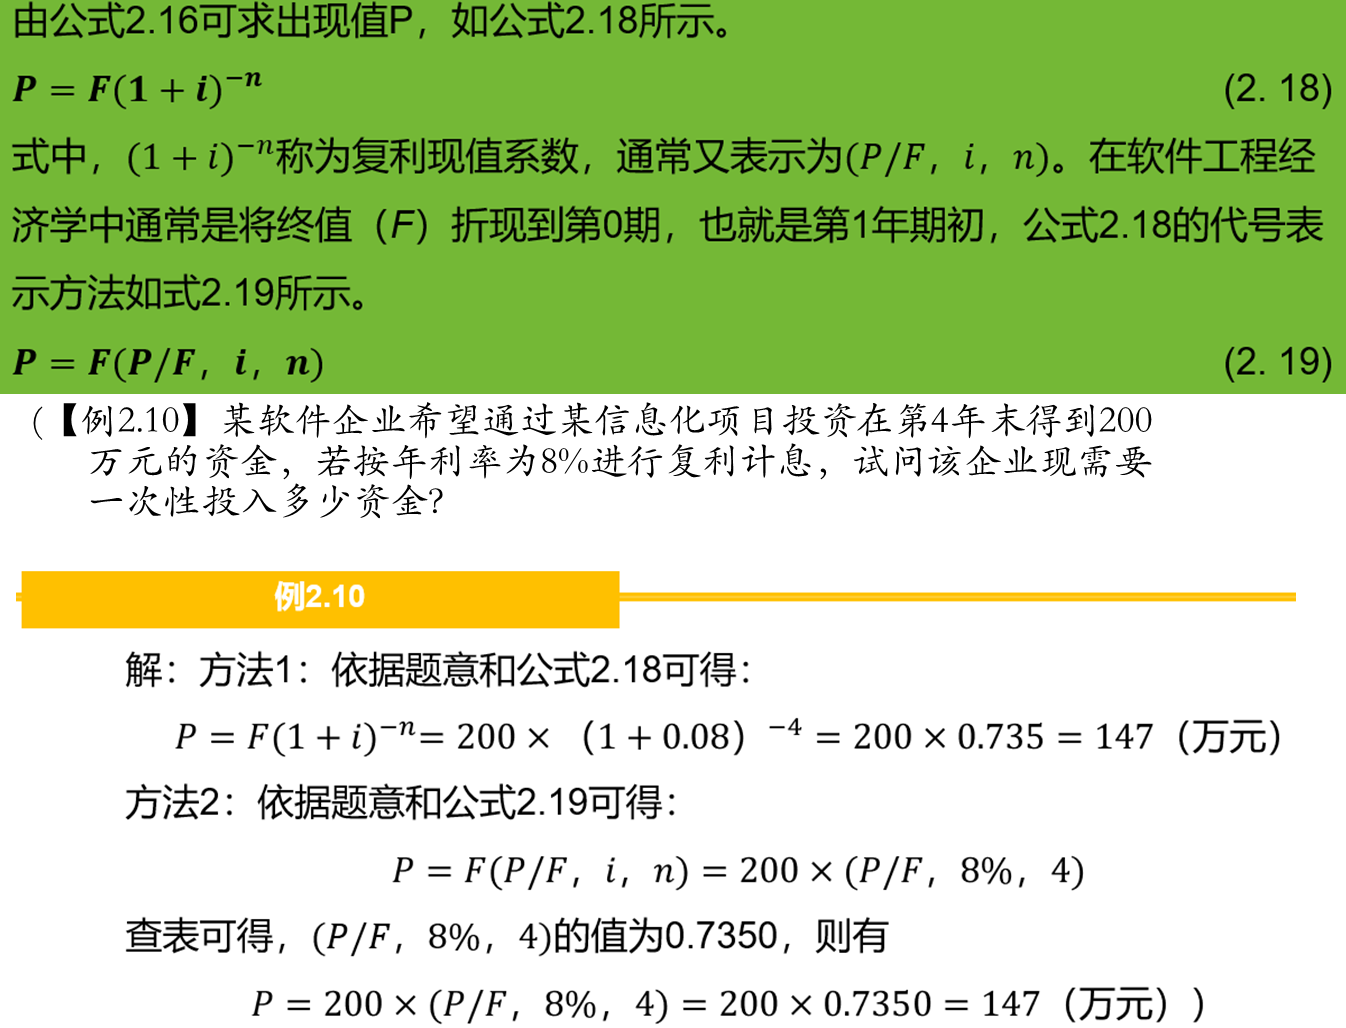 由公式2.16可求出现值P，如公式2.18所示。
P = F(1 + i)⁻ⁿ (2. 18)
式中，(1 + i)⁻ⁿ称为复利现值系数，通常又表示为(P/F，i，n)。在软件工程经
济学中通常是将终值（F）折现到第0期，也就是第1年期初，公式2.18的代号表
示方法如式2.19所示。
P = F(P/F，i，n) (2. 19)
(【例2.10】某软件企业希望通过某信息化项目投资在第4年末得到200
万元的资金，若按年利率为8%进行复利计息，试问该企业现需要
一次性投入多少资金?
例2.10
解：方法1：依据题意和公式2.18可得：
P = F(1 + i)⁻ⁿ= 200 ×（1 + 0.08）⁻⁴ = 200 × 0.735 = 147（万元）
方法2：依据题意和公式2.19可得：
P = F(P/F，i，n) = 200 × (P/F，8%，4)
查表可得，(P/F，8%，4)的值为0.7350，则有
P = 200 × (P/F，8%，4) = 200 × 0.7350 = 147（万元）)